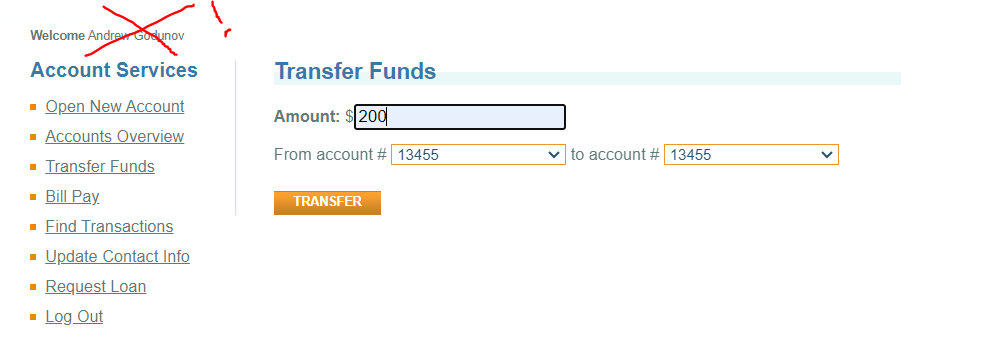 Welcome Andrew Godunov
Account Services
Open New Account
Accounts Overview
Transfer Funds
Bill Pay
Find Transactions
Update Contact Info
Request Loan
Log Out
Transfer Funds
Amount: $ 200
From account # 13455 to account # 13455
TRANSFER